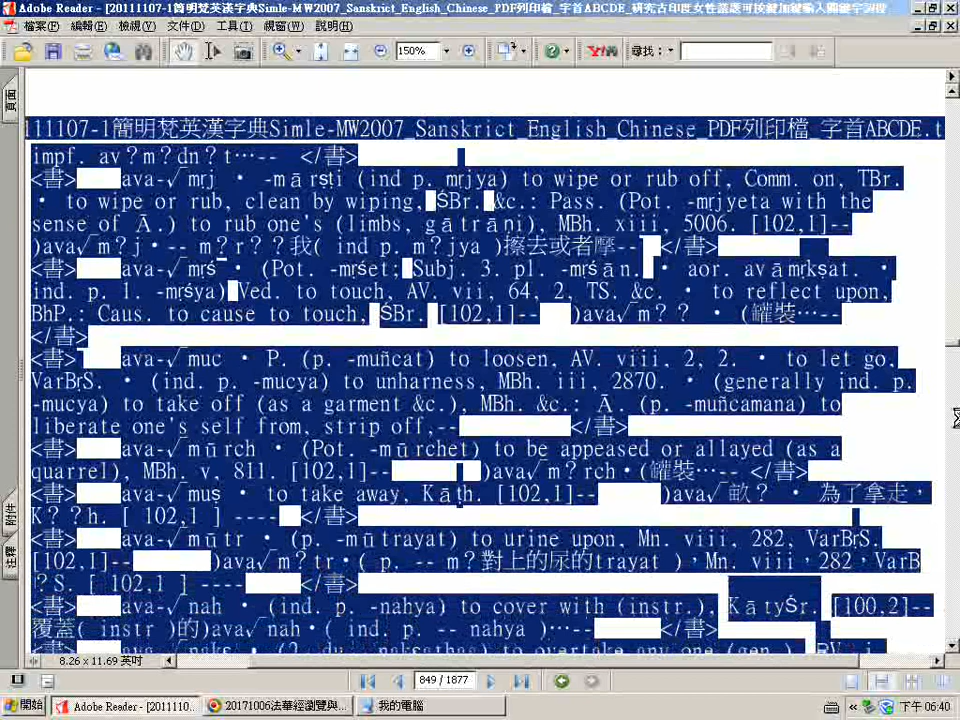 Adobe Reader - [20111107-1簡明梵英漢字典Simle-MW2007_Sanskrict_English_Chinese_PDF列印檔_字首ABCDE_研究古印度女性
檔案(F) 編輯(E) 檢視(V) 文件(D) 工具(T) 視窗(W) 說明(H)
150% 尋找:
頁面
附件
註釋
111107-1簡明梵英漢字典Simle-MW2007_Sanskrict_English_Chinese_PDF列印檔_字首ABCDE.t
impf. av?m?dn?t…-- </書>
<書> ava-√mṛj • -mārṣṭi (ind p. mṛjya) to wipe or rub off, Comm. on, TBr.
• to wipe or rub, clean by wiping, ŚBr. &c.: Pass. (Pot. -mṛjyeta with the
sense of Ā.) to rub one's (limbs, gātrāṇi), MBh. xiii, 5006. [102,1]--
)ava√m?j • -- m?r??我( ind p. m?jya )擦去或者摩-- </書>
<書> ava-√mṛś • (Pot. -mṛśet; Subj. 3. pl. -mṛśān. • aor. avāmṛkṣat. •
ind. p. l. -mṛśya) Ved. to touch, AV. vii, 64, 2, TS. &c. • to reflect upon,
BhP.: Caus. to cause to touch, ŚBr. [102,1]-- )ava√m?? • (罐裝…--
</書>
<書> ava-√muc • P. (p. -muñcat) to loosen, AV. viii, 2, 2. • to let go,
VarBṛS. • (ind. p. -mucya) to unharness, MBh. iii, 2870. • (generally ind. p.
-mucya) to take off (as a garment &c.), MBh. &c.: Ā. (p. -muñcamana) to
liberate one's self from, strip off,-- </書>
<書> ava-√mūrch • (Pot. -mūrchet) to be appeased or allayed (as a
quarrel), MBh. v, 811. [102,1]-- )ava√m?rch•(罐裝…-- </書>
<書> ava-√muṣ • to take away, Kāṭh. [102,1]-- )ava√畝? • 為了拿走,
K??h. [ 102,1 ] ---- </書>
<書> ava-√mūtr • (p. -mūtrayat) to urine upon, Mn. viii, 282, VarBṛS.
[102,1]-- )ava√m?tr•( p. -- m?對上的尿的trayat ),Mn. viii,282,VarB
?S. [ 102,1 ] ---- </書>
<書> ava-√nah • (ind. p. -nahya) to cover with (instr.), KātyŚr. [100.2]--
覆蓋( instr )的)ava√nah•( ind. p. -- nahya )…-- </書>
<書> ava-√nakṣ • (2. du. -nakṣathas) to overtake any one (gen.), RV. i,
8.26 x 11.69 英吋
849 / 1877
開始 Adobe Reader - [2011110... 20171006法華經瀏覽與... 我的電腦 下午 06:40